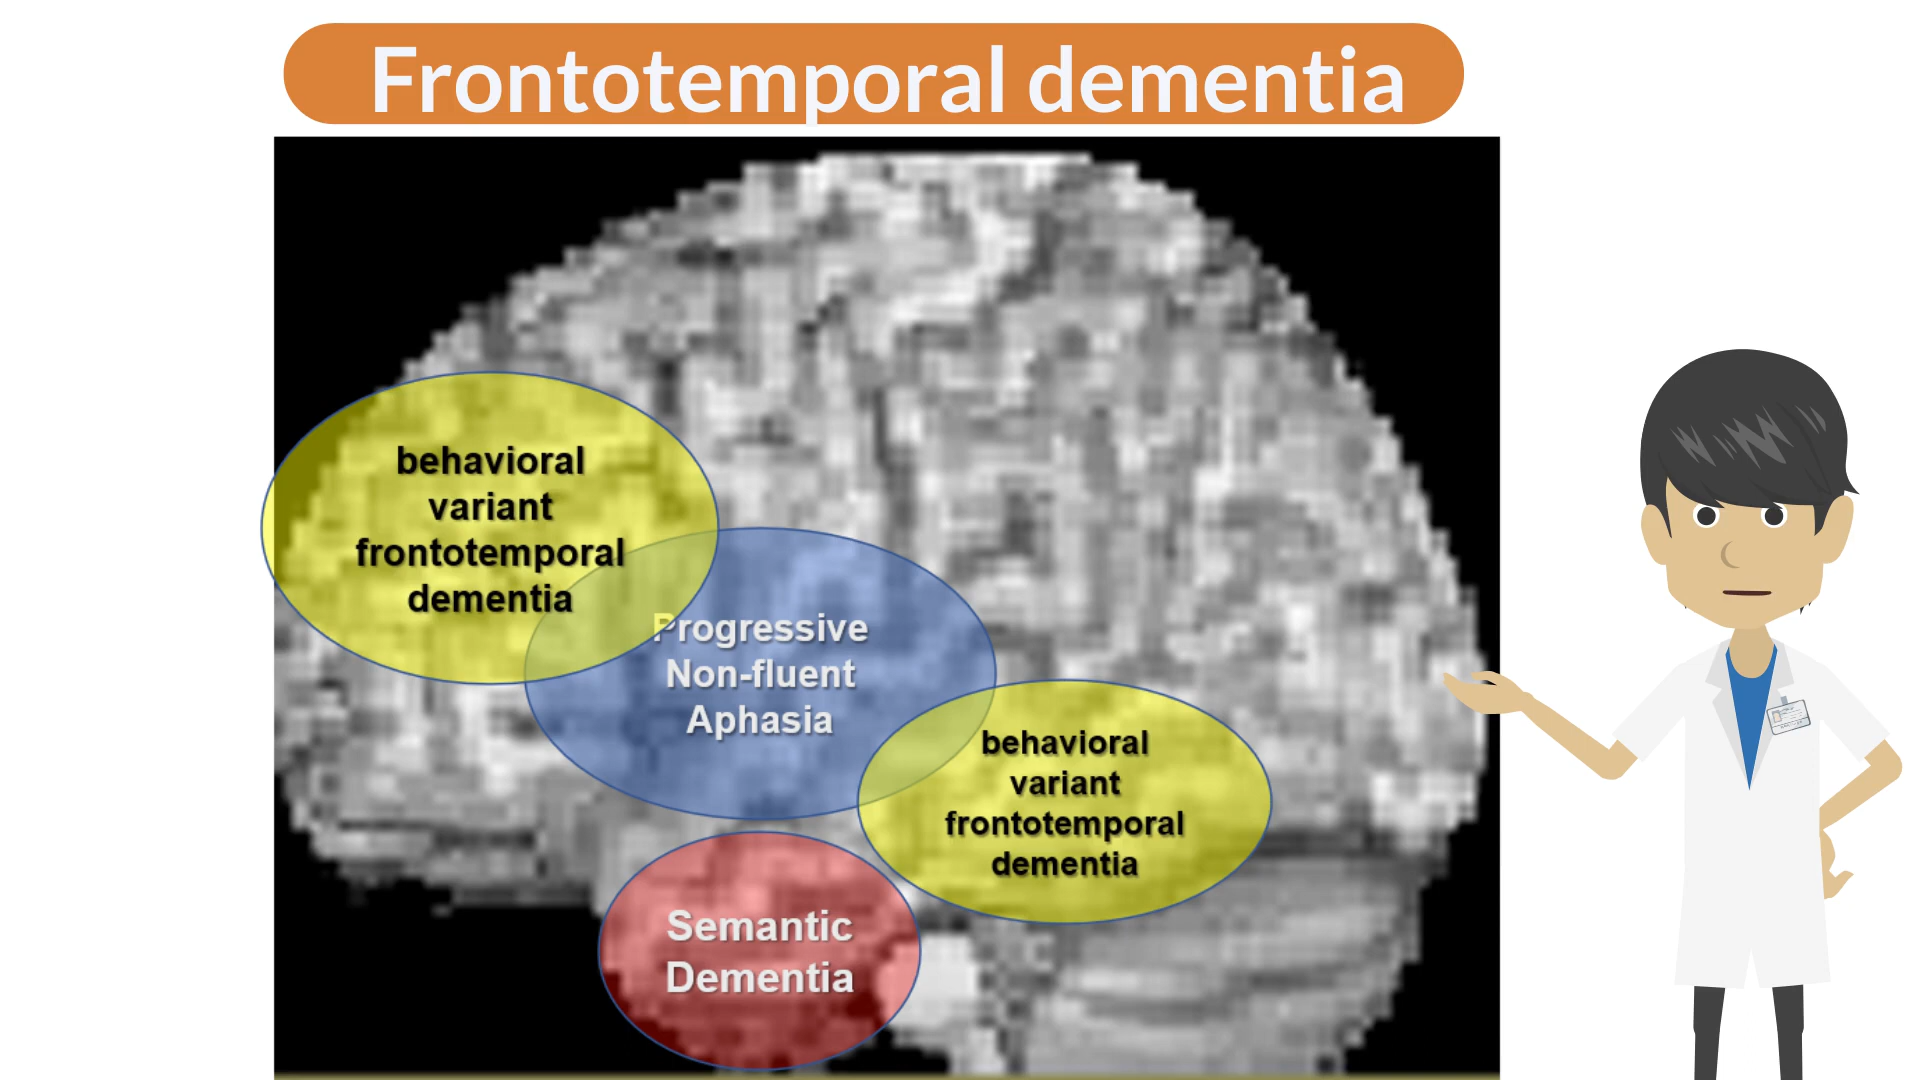 Frontotemporal dementia
behavioral
variant
frontotemporal
dementia
Progressive
Non-fluent
Aphasia
behavioral
variant
frontotemporal
dementia
Semantic
Dementia